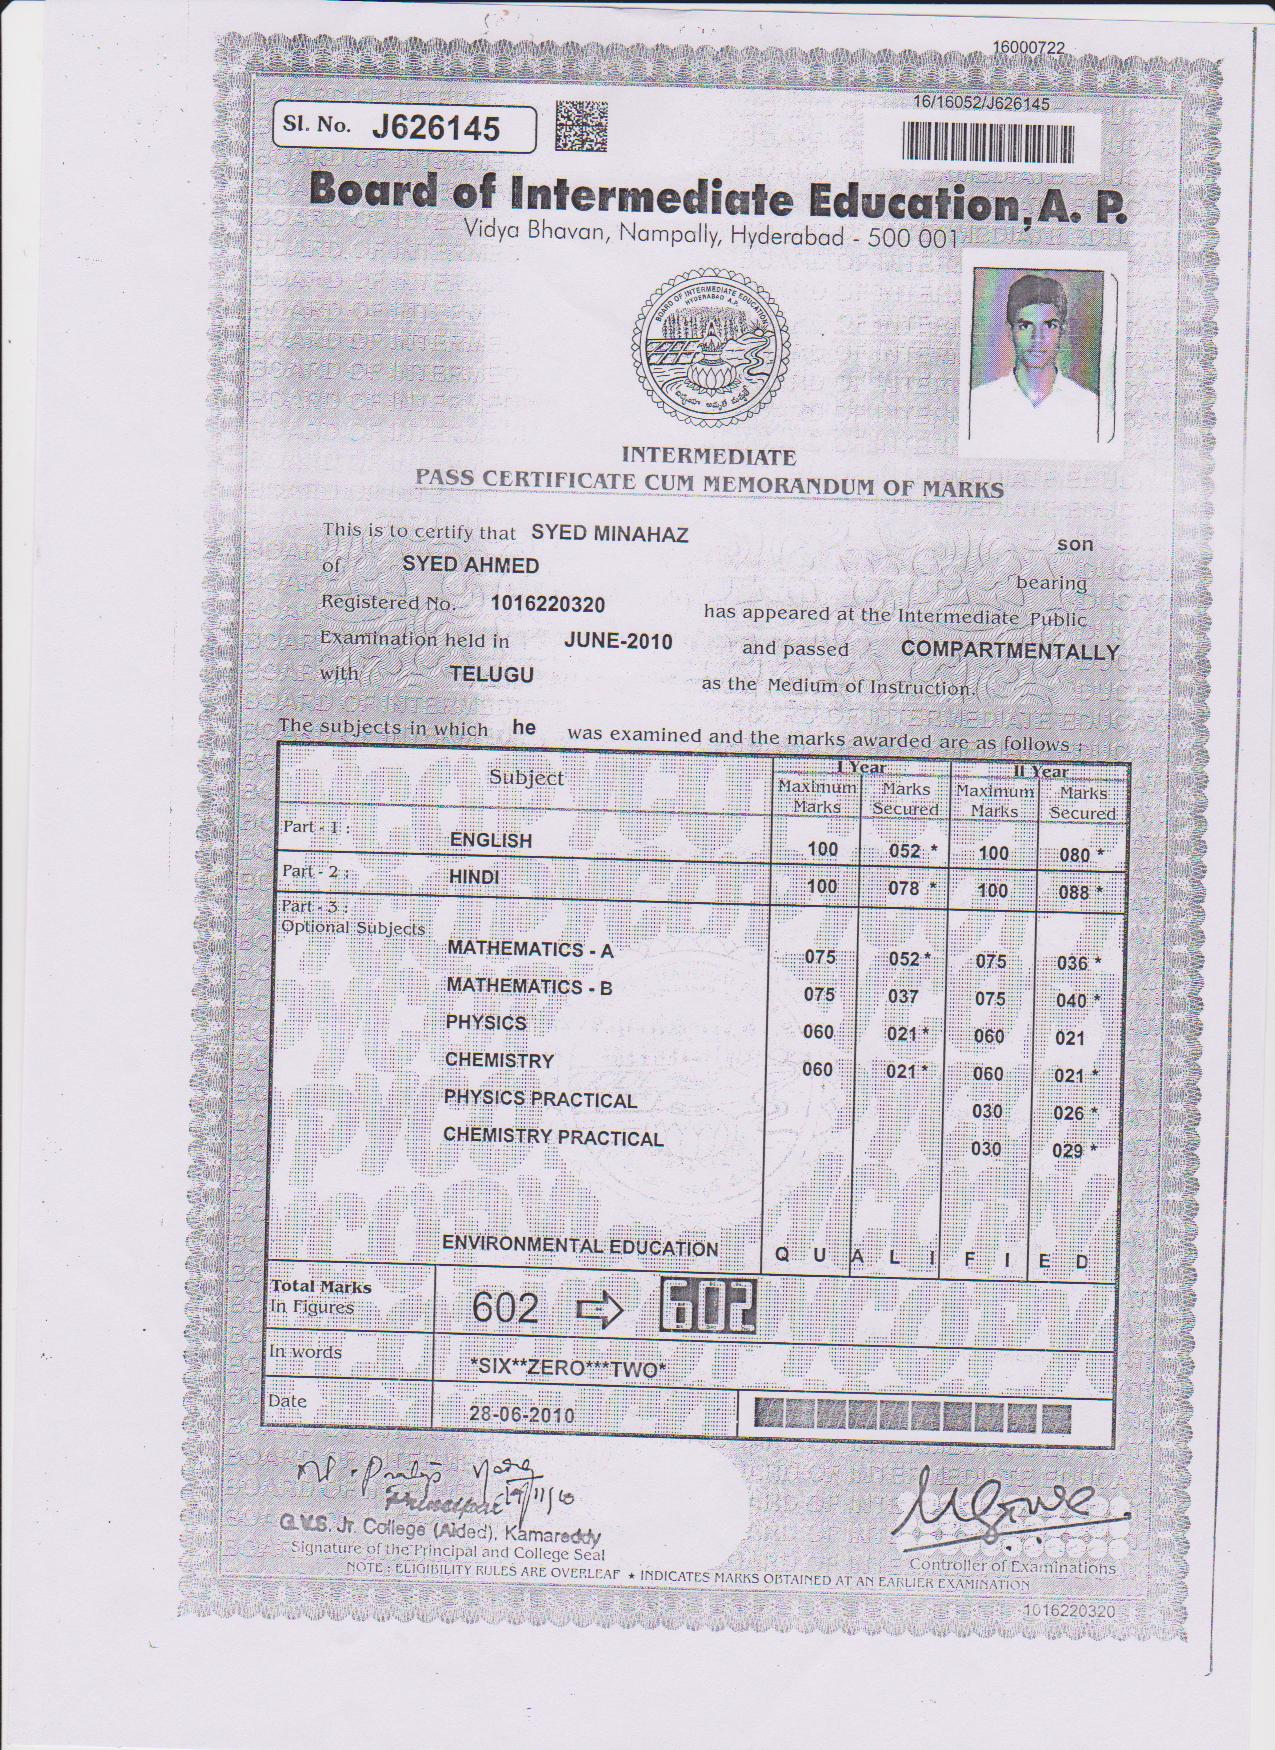 16000722
16/16052/J626145
Sl. No. J626145
Board of Intermediate Education, A. P.
Vidya Bhavan, Nampally, Hyderabad - 500 001
BOARD OF INTERMEDIATE EDUCATION
HYDERABAD A.P.
INTERMEDIATE
PASS CERTIFICATE CUM MEMORANDUM OF MARKS
This is to certify that SYED MINAHAZ son
of SYED AHMED bearing
Registered No. 1016220320 has appeared at the Intermediate Public
Examination held in JUNE-2010 and passed COMPARTMENTALLY
with TELUGU as the Medium of Instruction.
The subjects in which he was examined and the marks awarded are as follows :
Subject I Year II Year
Maximum Marks Marks Secured Maximum Marks Marks Secured
Part - 1 : ENGLISH 100 052 * 100 080 *
Part - 2 : HINDI 100 078 * 100 088 *
Part - 3 :
Optional Subjects
MATHEMATICS - A 075 052 * 075 036 *
MATHEMATICS - B 075 037 075 040 *
PHYSICS 060 021 * 060 021
CHEMISTRY 060 021 * 060 021 *
PHYSICS PRACTICAL 030 026 *
CHEMISTRY PRACTICAL 030 029 *
ENVIRONMENTAL EDUCATION Q U A L I F I E D
Total Marks
In Figures 602 602
In words *SIX**ZERO***TWO*
Date 28-06-2010
Principal
G.V.S. Jr. College (Aided), Kamareddy
Signature of the Principal and College Seal
Controller of Examinations
NOTE : ELIGIBILITY RULES ARE OVERLEAF * INDICATES MARKS OBTAINED AT AN EARLIER EXAMINATION
1016220320